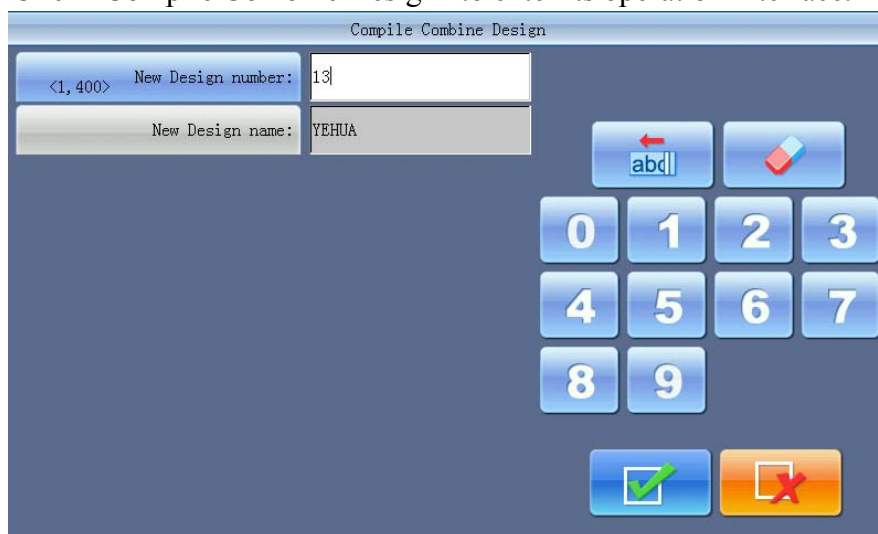 Compile Combine Design
<1,400> New Design number: 13
New Design name: YEHUA
abc
0 1 2 3
4 5 6 7
8 9